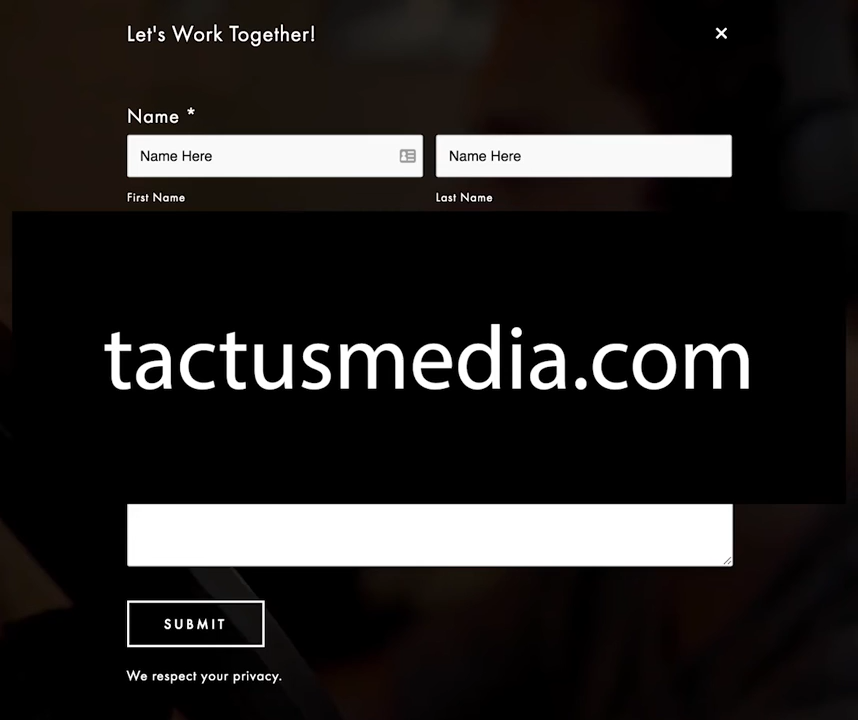 Let's Work Together!
×
Name *
Name Here Name Here
First Name Last Name
tactusmedia.com
SUBMIT
We respect your privacy.